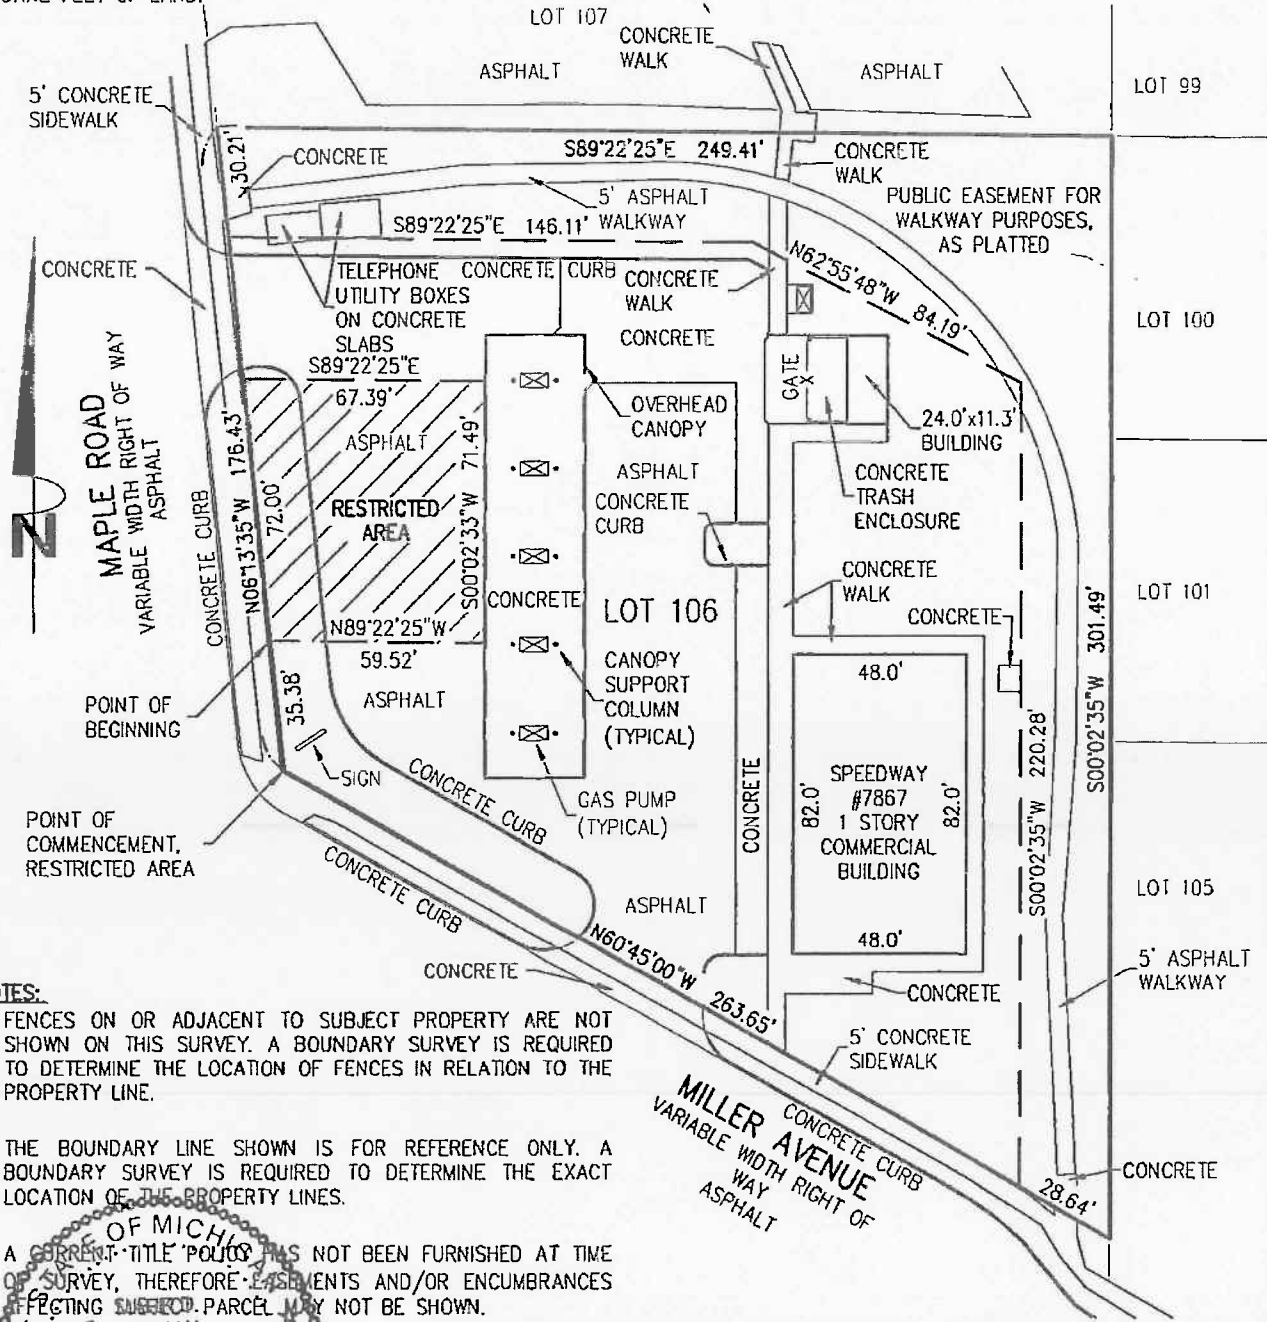 LOT 107
CONCRETE
WALK
ASPHALT
ASPHALT
LOT 99
5' CONCRETE
SIDEWALK
30.21'
CONCRETE
S89°22'25"E 249.41'
CONCRETE
WALK
5' ASPHALT
WALKWAY
PUBLIC EASEMENT FOR
WALKWAY PURPOSES,
AS PLATTED
S89°22'25"E 146.11'
CONCRETE
TELEPHONE
UTILITY BOXES
ON CONCRETE
SLABS
CONCRETE CURB
CONCRETE
WALK
N62°55'48"W 84.19'
LOT 100
CONCRETE
S89°22'25"E
67.39'
MAPLE ROAD
VARIABLE WIDTH RIGHT OF WAY
ASPHALT
N
CONCRETE CURB
N06°13'35"W 176.43'
72.00'
ASPHALT
RESTRICTED
AREA
S00°02'33"W 71.49'
OVERHEAD
CANOPY
GATE
X
24.0'x11.3'
BUILDING
ASPHALT
CONCRETE
CURB
CONCRETE
TRASH
ENCLOSURE
CONCRETE
LOT 106
CONCRETE
WALK
CONCRETE
LOT 101
N89°22'25"W
59.52'
POINT OF
BEGINNING
35.38'
ASPHALT
CANOPY
SUPPORT
COLUMN
(TYPICAL)
48.0'
SIGN
CONCRETE CURB
GAS PUMP
(TYPICAL)
CONCRETE
82.0'
SPEEDWAY
#7867
1 STORY
COMMERCIAL
BUILDING
82.0'
48.0'
S00°02'35"W 220.28'
S00°02'35"W 301.49'
LOT 105
POINT OF
COMMENCEMENT,
RESTRICTED AREA
CONCRETE CURB
ASPHALT
N60°45'00"W 263.65'
CONCRETE
CONCRETE
5' ASPHALT
WALKWAY
5' CONCRETE
SIDEWALK
MILLER AVENUE
VARIABLE WIDTH RIGHT OF
WAY
ASPHALT
CONCRETE CURB
28.64'
CONCRETE
OTES:
FENCES ON OR ADJACENT TO SUBJECT PROPERTY ARE NOT
SHOWN ON THIS SURVEY. A BOUNDARY SURVEY IS REQUIRED
TO DETERMINE THE LOCATION OF FENCES IN RELATION TO THE
PROPERTY LINE.
THE BOUNDARY LINE SHOWN IS FOR REFERENCE ONLY. A
BOUNDARY SURVEY IS REQUIRED TO DETERMINE THE EXACT
LOCATION OF THE PROPERTY LINES.
A CURRENT TITLE POLICY HAS NOT BEEN FURNISHED AT TIME
OF SURVEY, THEREFORE EASEMENTS AND/OR ENCUMBRANCES
AFFECTING SUBJECT PARCEL MAY NOT BE SHOWN.
OF MICHIGAN